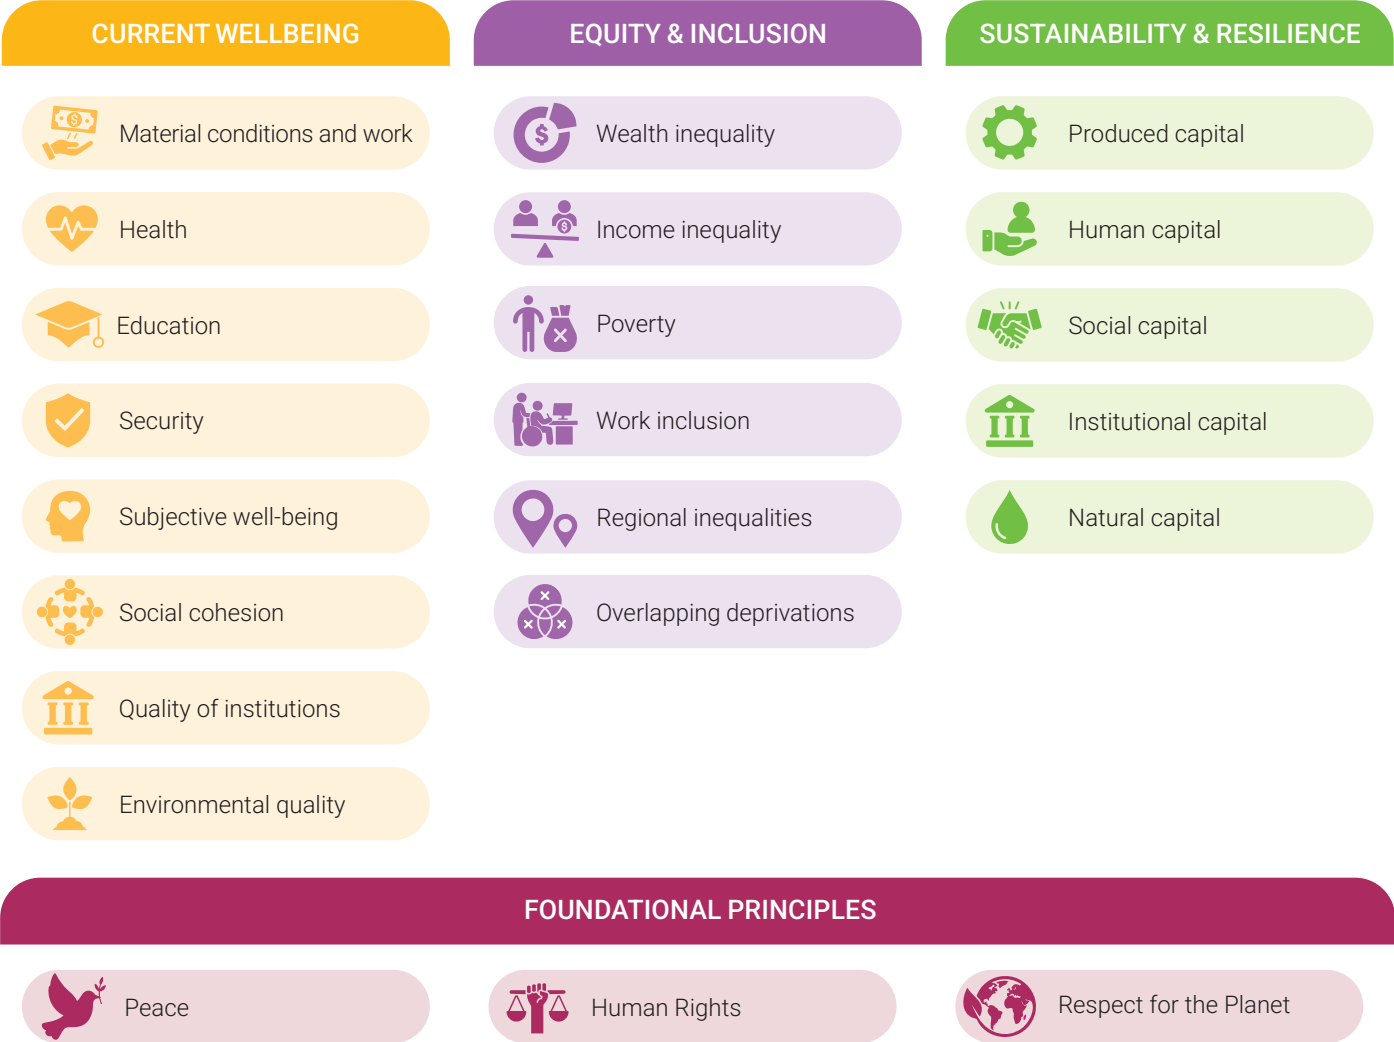 CURRENT WELLBEING
Material conditions and work
Health
Education
Security
Subjective well-being
Social cohesion
Quality of institutions
Environmental quality
EQUITY & INCLUSION
Wealth inequality
Income inequality
Poverty
Work inclusion
Regional inequalities
Overlapping deprivations
SUSTAINABILITY & RESILIENCE
Produced capital
Human capital
Social capital
Institutional capital
Natural capital
FOUNDATIONAL PRINCIPLES
Peace
Human Rights
Respect for the Planet